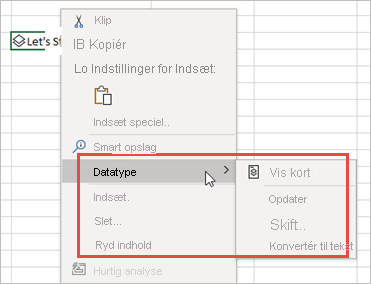 Let's St
Klip
IB Kopiér
Lo Indstillinger for Indsæt:
Indsæt speciel..
Smart opslag
Datatype
Vis kort
Indsæt.
Opdater
Slet...
Skift..
Ryd indhold
Konvertér til tekst
Hurtig analyse